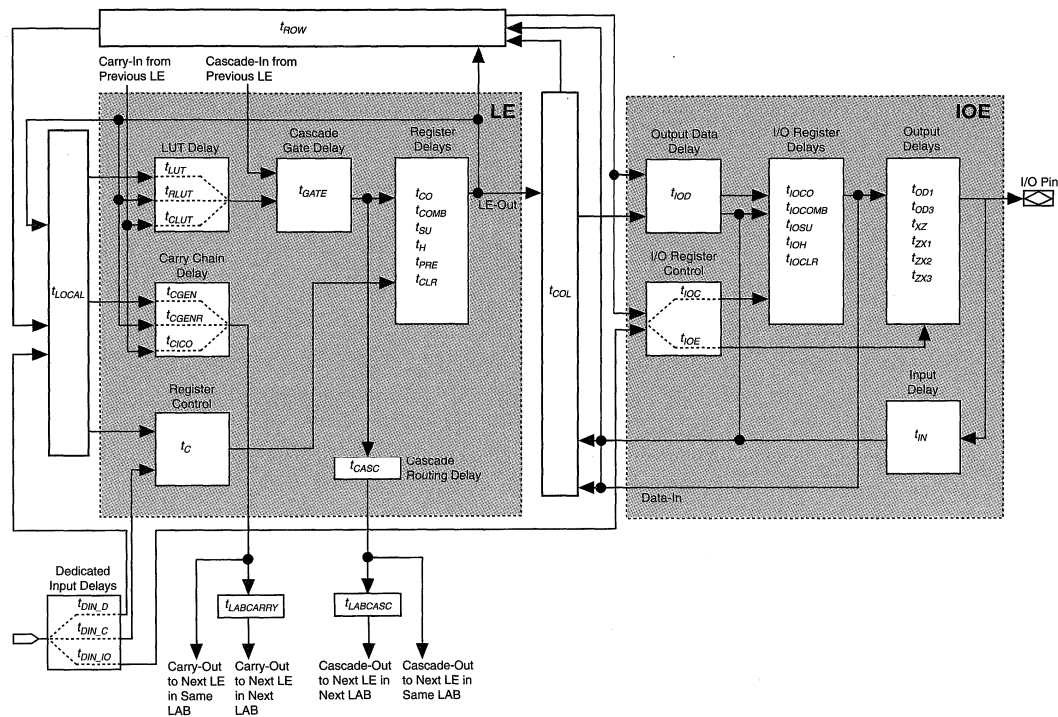 tROW
Carry-In from
Previous LE
Cascade-In from
Previous LE
LE
IOE
LUT Delay
tLUT
tRLUT
tCLUT
Cascade
Gate Delay
tGATE
Register
Delays
tCO
tCOMB
tSU
tH
tPRE
tCLR
LE-Out
Output Data
Delay
tIOD
I/O Register
Delays
tIOCO
tIOCOMB
tIOSU
tIOH
tIOCLR
Output
Delays
tOD1
tOD3
tXZ
tZX1
tZX2
tZX3
I/O Pin
tLOCAL
Carry Chain
Delay
tCGEN
tCGENR
tCICO
tCOL
I/O Register
Control
tIOC
tIOE
Input
Delay
tIN
Register
Control
tC
tCASC
Cascade
Routing Delay
Data-In
Dedicated
Input Delays
tDIN_D
tDIN_C
tDIN_IO
tLABCARRY
tLABCASC
Carry-Out
to Next LE
in Same
LAB
Carry-Out
to Next LE
in Next
LAB
Cascade-Out
to Next LE in
Next LAB
Cascade-Out
to Next LE in
Same LAB